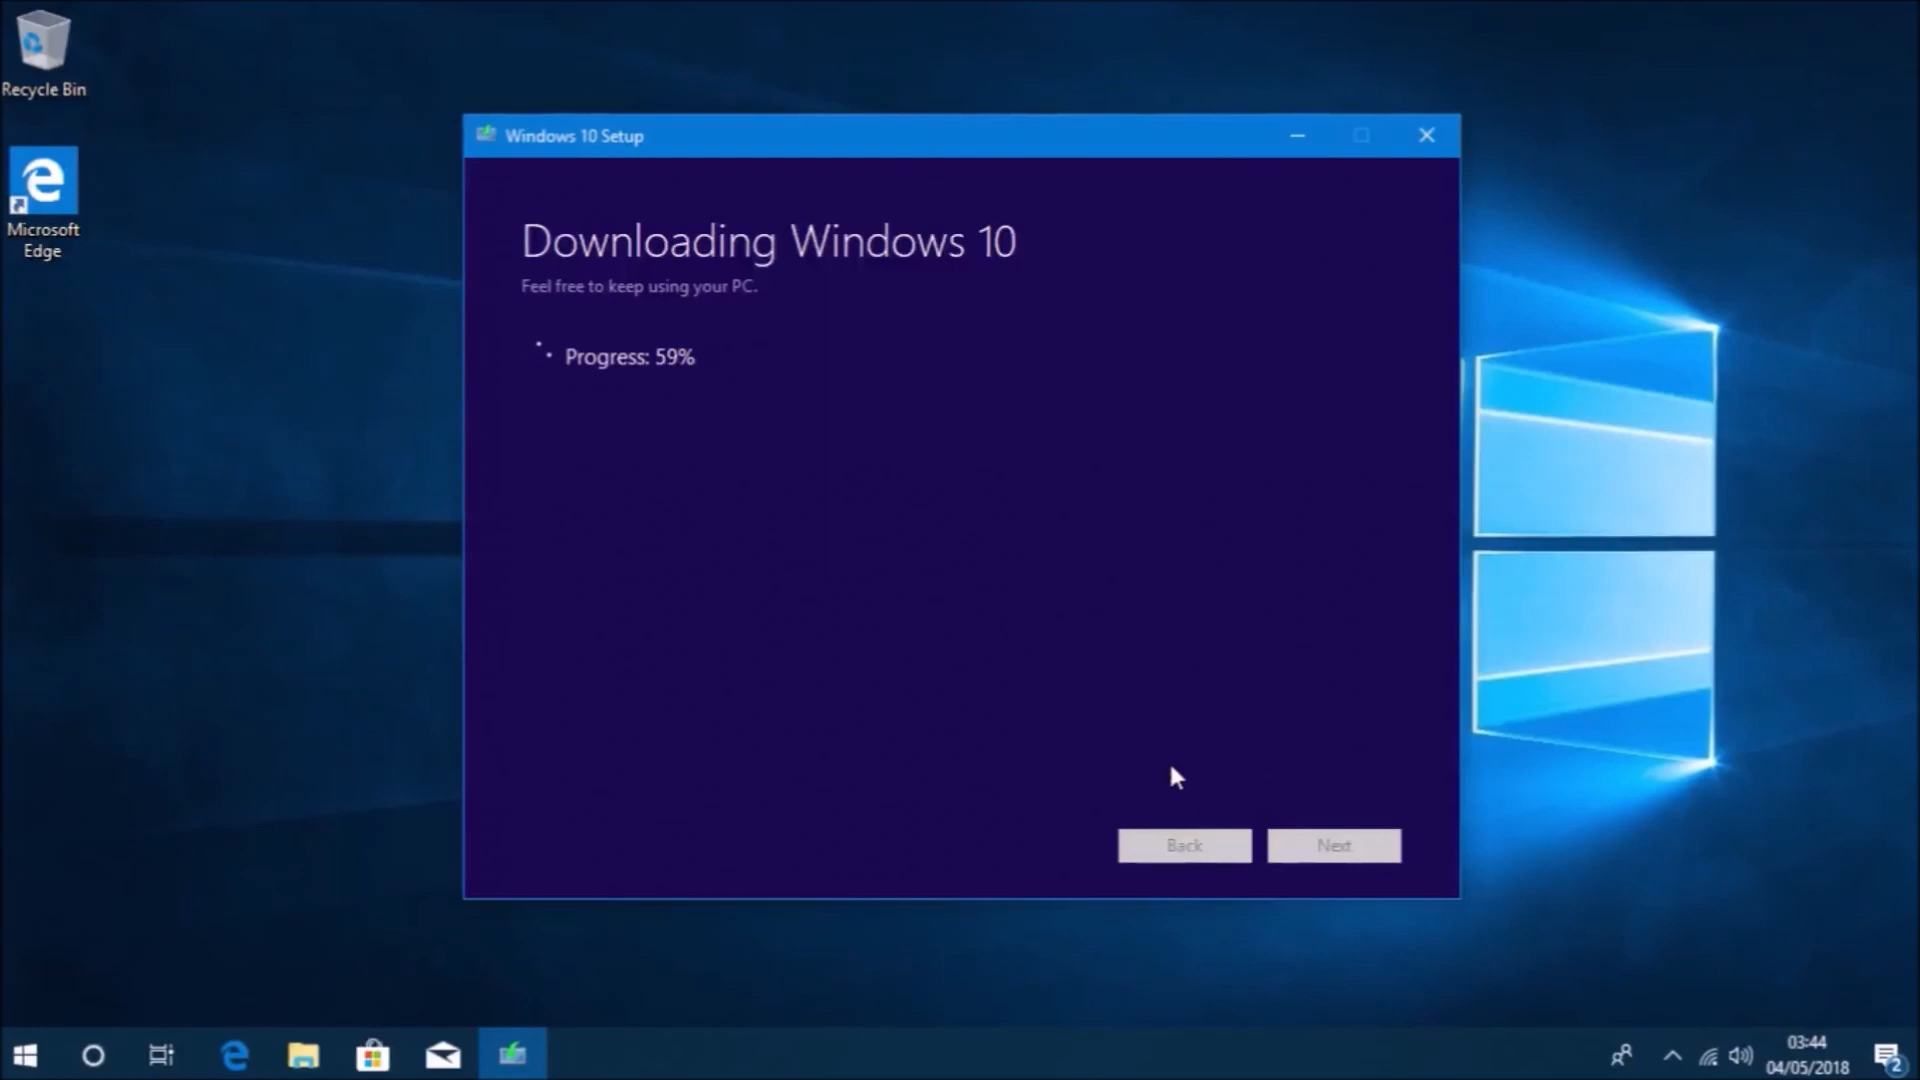 Recycle Bin
Microsoft
Edge
Windows 10 Setup
Downloading Windows 10
Feel free to keep using your PC.
Progress: 59%
Back
Next
03:44
04/05/2018
2